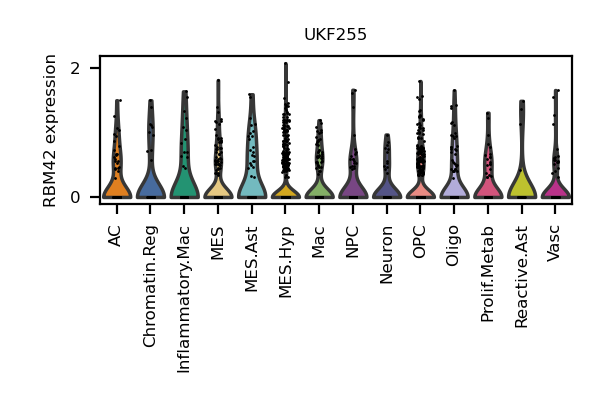 UKF255
RBM42 expression
2
0
AC
Chromatin.Reg
Inflammatory.Mac
MES
MES.Ast
MES.Hyp
Mac
NPC
Neuron
OPC
Oligo
Prolif.Metab
Reactive.Ast
Vasc